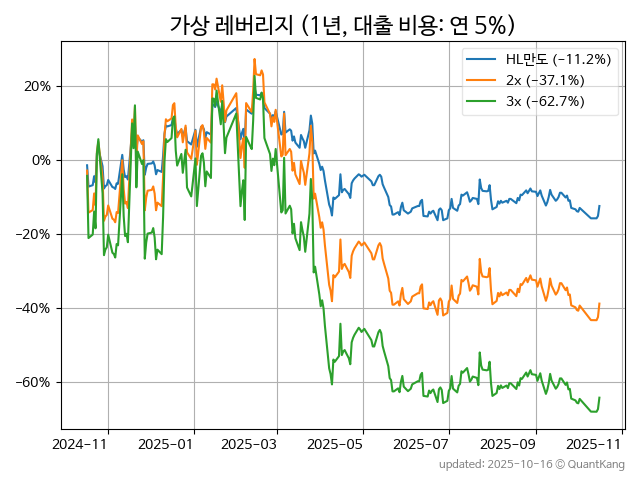 가상 레버리지 (1년, 대출 비용: 연 5%)
HL만도 (−11.2%)
2x (−37.1%)
3x (−62.7%)
20%
0%
−20%
−40%
−60%
2024-11 2025-01 2025-03 2025-05 2025-07 2025-09 2025-11
updated: 2025-10-16 © QuantKang